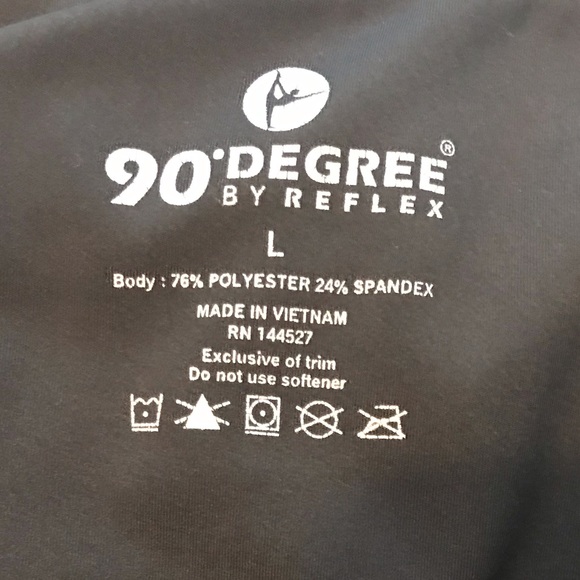 90°DEGREE®
BY REFLEX
L
Body : 76% POLYESTER 24% SPANDEX
MADE IN VIETNAM
RN 144527
Exclusive of trim
Do not use softener